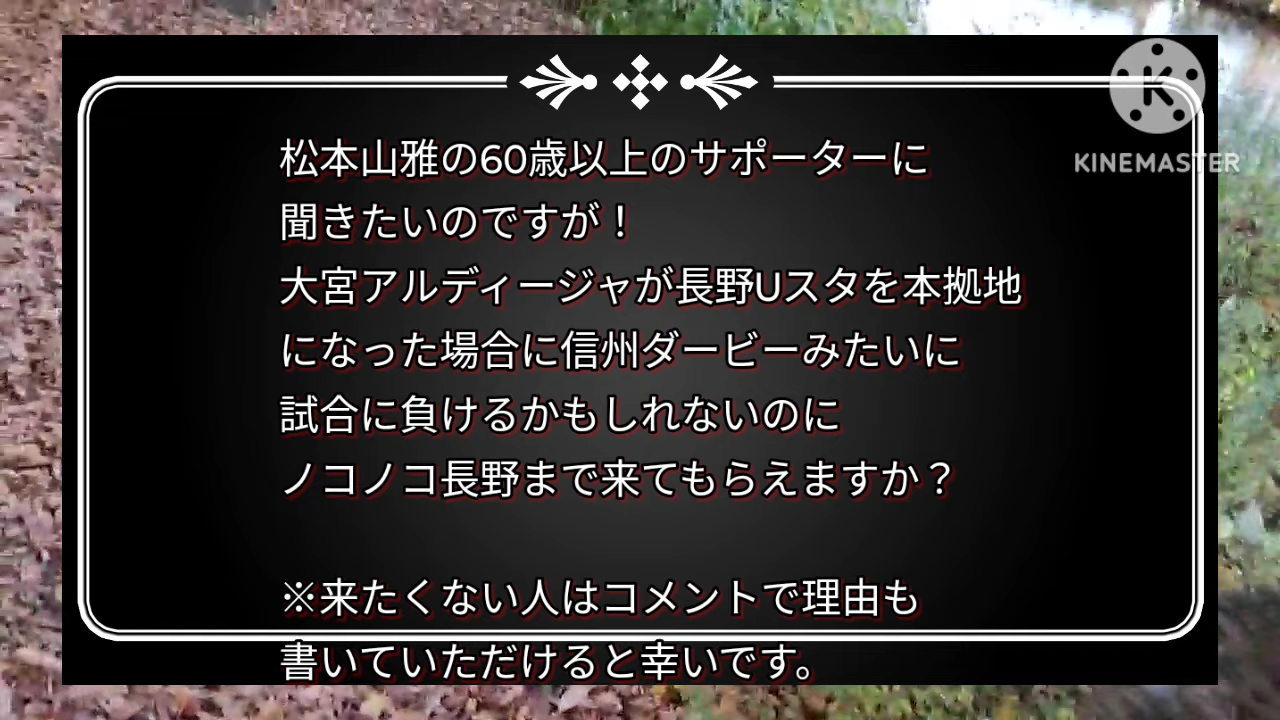 松本山雅の60歳以上のサポーターに
聞きたいのですが！
大宮アルディージャが長野Uスタを本拠地
になった場合に信州ダービーみたいに
試合に負けるかもしれないのに
ノコノコ長野まで来てもらえますか？
※来たくない人はコメントで理由も
書いていただけると幸いです。
K
KINEMASTER